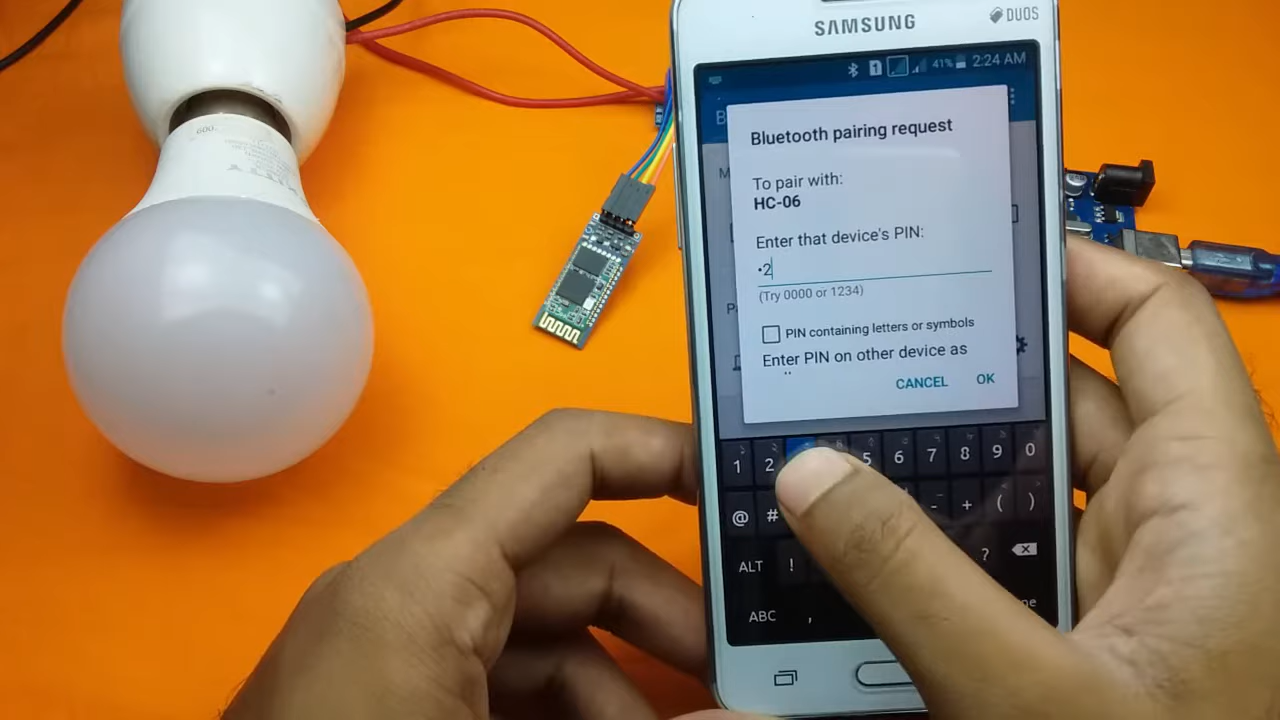 SAMSUNG
DUOS
1
41%
2:24 AM
Bluetooth pairing request
To pair with:
HC-06
Enter that device's PIN:
•2
(Try 0000 or 1234)
PIN containing letters or symbols
Enter PIN on other device as
CANCEL OK
1 2 5 6 7 8 9 0
@ # - + ( )
ALT ! ?
ABC ,
600.